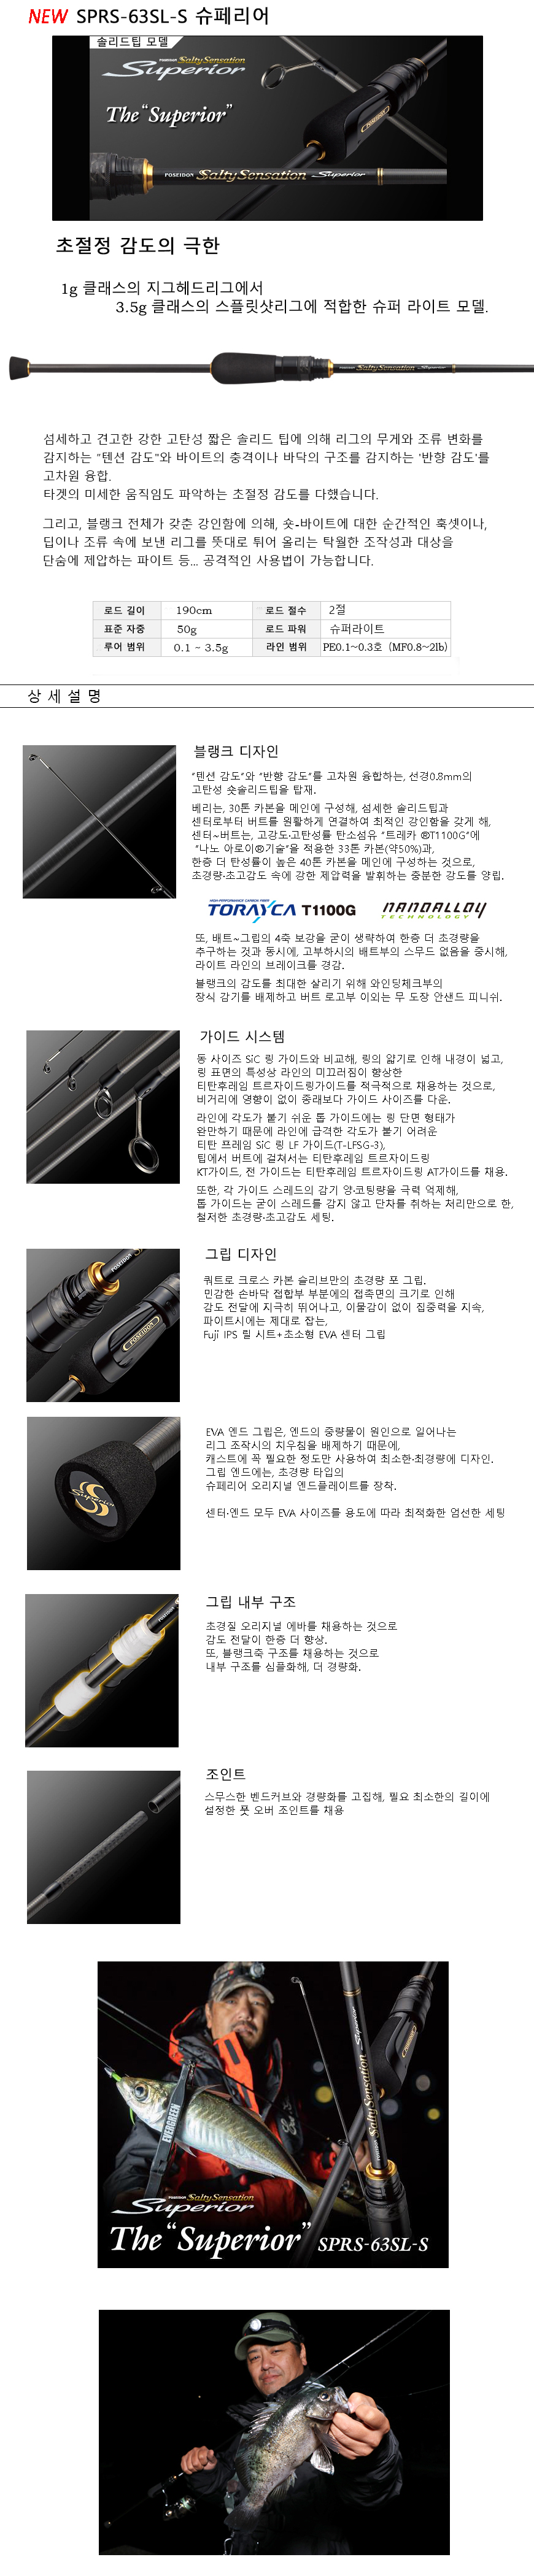 NEW SPRS-63SL-S 슈페리어
솔리드팁 모델
POSEIDON SaltySensation
Superior
The "Superior"
POSEIDON
POSEIDON SaltySensation Superior
초절정 감도의 극한
1g 클래스의 지그헤드리그에서
3.5g 클래스의 스플릿샷리그에 적합한 슈퍼 라이트 모델.
SaltySensation Superior
섬세하고 견고한 강한 고탄성 짧은 솔리드 팁에 의해 리그의 무게와 조류 변화를
감지하는 "텐션 감도"와 바이트의 충격이나 바닥의 구조를 감지하는 '반향 감도'를
고차원 융합.
타겟의 미세한 움직임도 파악하는 초절정 감도를 다했습니다.
그리고, 블랭크 전체가 갖춘 강인함에 의해, 숏-바이트에 대한 순간적인 훅셋이나,
딥이나 조류 속에 보낸 리그를 뜻대로 튀어 올리는 탁월한 조작성과 대상을
단숨에 제압하는 파이트 등... 공격적인 사용법이 가능합니다.
로드 길이 190cm 로드 절수 2절
표준 자중 50g 로드 파워 슈퍼라이트
루어 범위 0.1 ~ 3.5g 라인 범위 PE0.1~0.3호 (MF0.8~2lb)
상 세 설 명
블랭크 디자인
"텐션 감도"와 "반향 감도"를 고차원 융합하는, 선경0.8mm의
고탄성 숏솔리드팁을 탑재.
베리는, 30톤 카본을 메인에 구성해, 섬세한 솔리드팁과
센터로부터 버트를 원활하게 연결하여 최적인 강인함을 갖게 해,
센터~버트는, 고강도·고탄성률 탄소섬유 "트레카 ®T1100G"에
"나노 아로이®기술"을 적용한 33톤 카본(약50%)과,
한층 더 탄성률이 높은 40톤 카본을 메인에 구성하는 것으로,
초경량·초고감도 속에 강한 제압력을 발휘하는 충분한 강도를 양립.
HIGH-PERFORMANCE CARBON FIBER
TORAYCA T1100G
NANOALLOY
TECHNOLOGY
또, 배트~그립의 4축 보강을 굳이 생략하여 한층 더 초경량을
추구하는 것과 동시에, 고부하시의 배트부의 스무드 없음을 중시해,
라이트 라인의 브레이크를 경감.
블랭크의 감도를 최대한 살리기 위해 와인딩체크부의
장식 감기를 배제하고 버트 로고부 이외는 무 도장 안샌드 피니쉬.
가이드 시스템
동 사이즈 SiC 링 가이드와 비교해, 링의 얇기로 인해 내경이 넓고,
링 표면의 특성상 라인의 미끄러짐이 향상한
티탄후레임 트르자이드링가이드를 적극적으로 채용하는 것으로,
비거리에 영향이 없이 종래보다 가이드 사이즈를 다운.
라인에 각도가 붙기 쉬운 톱 가이드에는 링 단면 형태가
완만하기 때문에 라인에 급격한 각도가 붙기 어려운
티탄 프레임 SiC 링 LF 가이드(T-LFSG-3),
팁에서 버트에 걸쳐서는 티탄후레임 트르자이드링
KT가이드, 전 가이드는 티탄후레임 트르자이드링 AT가이드를 채용.
또한, 각 가이드 스레드의 감기 양·코팅량을 극력 억제해,
톱 가이드는 굳이 스레드를 감지 않고 단차를 취하는 처리만으로 한,
철저한 초경량·초고감도 세팅.
그립 디자인
POSEIDON
POSEIDON
쿼트로 크로스 카본 슬리브만의 초경량 포 그립.
민감한 손바닥 접합부 부분에의 접촉면의 크기로 인해
감도 전달에 지극히 뛰어나고, 이물감이 없이 집중력을 지속,
파이트시에는 제대로 잡는,
Fuji IPS 릴 시트+초소형 EVA 센터 그립
Superior
EVA 엔드 그립은, 엔드의 중량물이 원인으로 일어나는
리그 조작시의 치우침을 배제하기 때문에,
캐스트에 꼭 필요한 정도만 사용하여 최소한·최경량에 디자인.
그립 엔드에는, 초경량 타입의
슈페리어 오리지널 엔드플레이트를 장착.
센터·엔드 모두 EVA 사이즈를 용도에 따라 최적화한 엄선한 세팅
그립 내부 구조
초경질 오리지널 에바를 채용하는 것으로
감도 전달이 한층 더 향상.
또, 블랭크축 구조를 채용하는 것으로
내부 구조를 심플화해, 더 경량화.
조인트
스무스한 벤드커브와 경량화를 고집해, 필요 최소한의 길이에
설정한 풋 오버 조인트를 채용
EVERGREEN
SaltySensation Superior
POSEIDON SaltySensation
Superior
The "Superior" SPRS-63SL-S